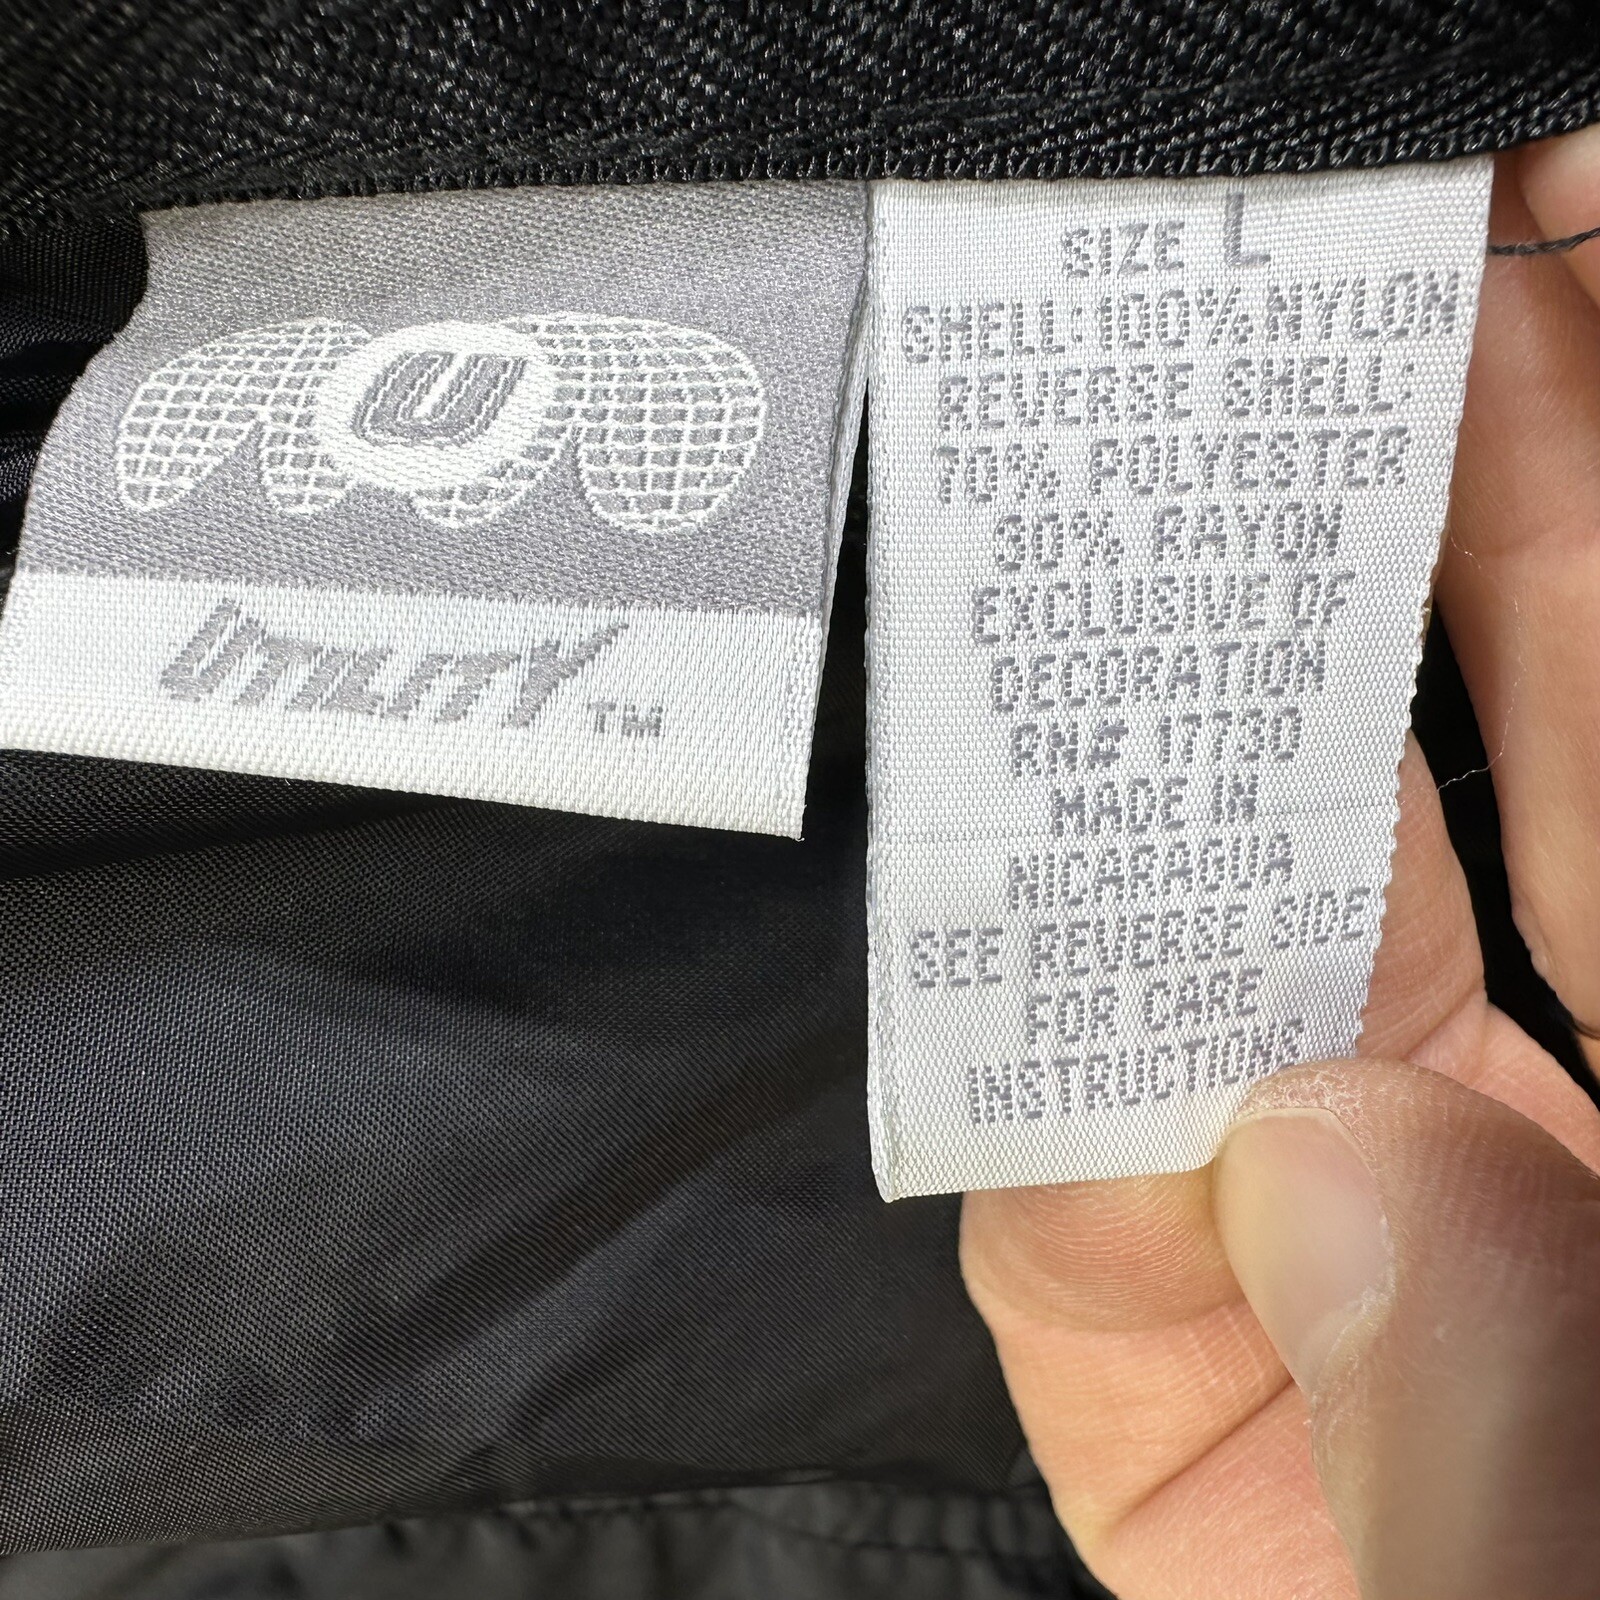 U
UTILITY TM
SIZE L
SHELL: 100% NYLON
REVERSE SHELL:
70% POLYESTER
30% RAYON
EXCLUSIVE OF
DECORATION
RN# 17730
MADE IN
NICARAGUA
SEE REVERSE SIDE
FOR CARE
INSTRUCTIONS